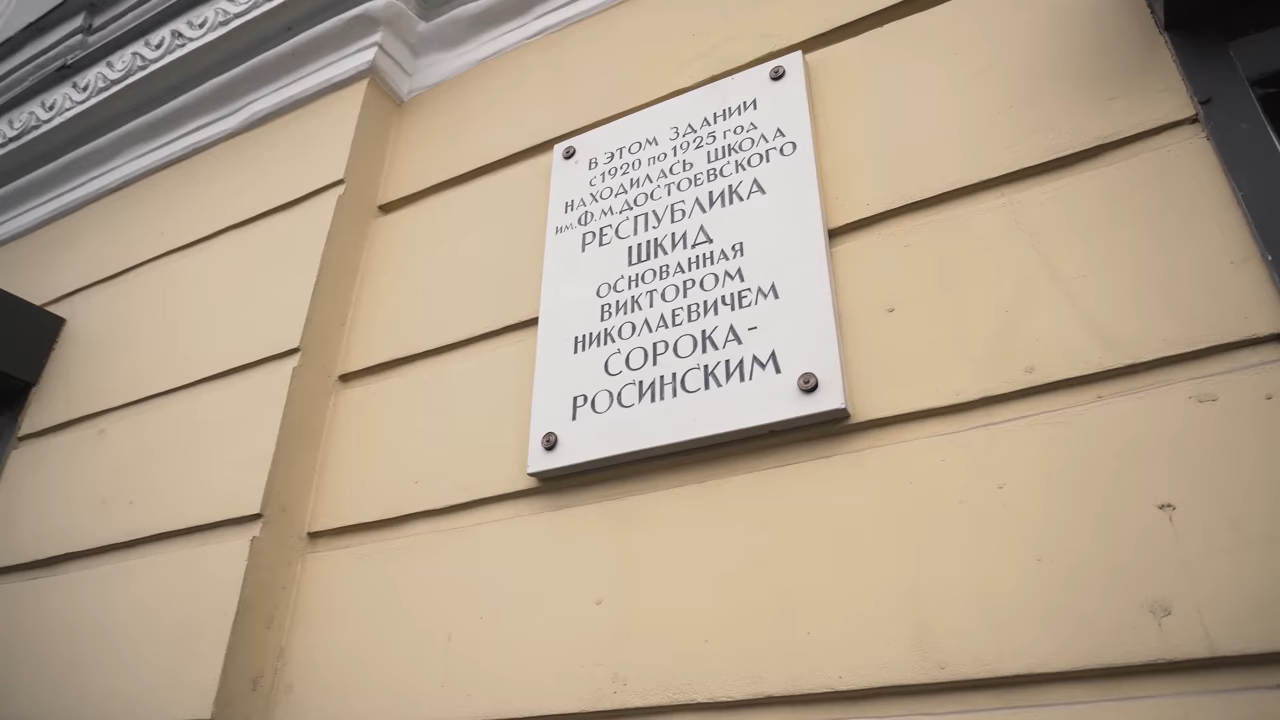 В ЭТОМ ЗДАНИИ
с 1920 по 1925 год
НАХОДИЛАСЬ ШКОЛА
им. Ф.М.ДОСТОЕВСКОГО
РЕСПУБЛИКА
ШКИД
ОСНОВАННАЯ
ВИКТОРОМ
НИКОЛАЕВИЧЕМ
СОРОКА-
РОСИНСКИМ